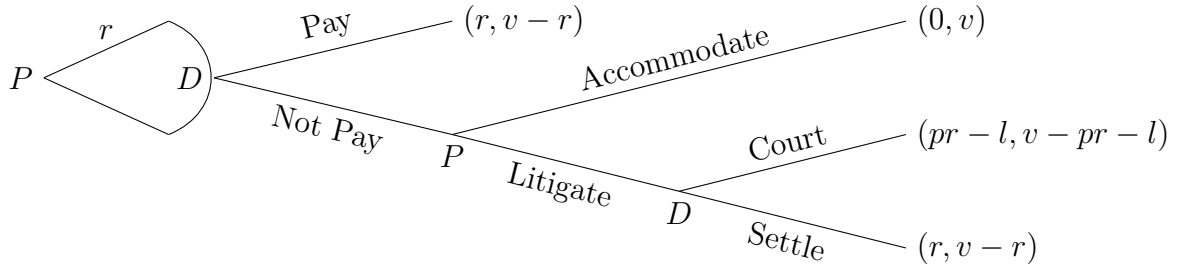 P
r
D
Pay
(r, v − r)
Not Pay
P
Accommodate
(0, v)
Litigate
D
Court
(pr − l, v − pr − l)
Settle
(r, v − r)